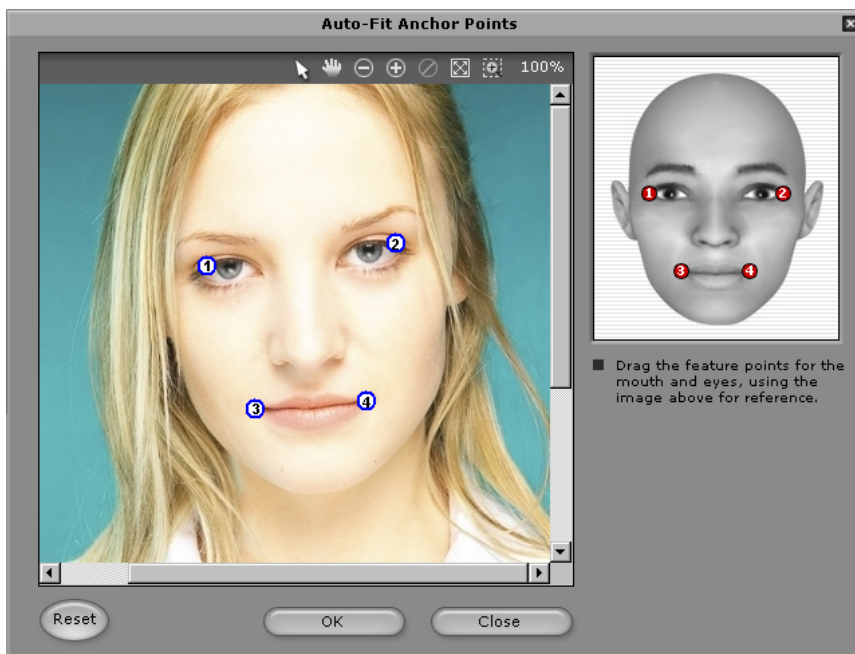 Auto-Fit Anchor Points
100%
1
2
3
4
1
2
3
4
Drag the feature points for the
mouth and eyes, using the
image above for reference.
Reset
OK
Close